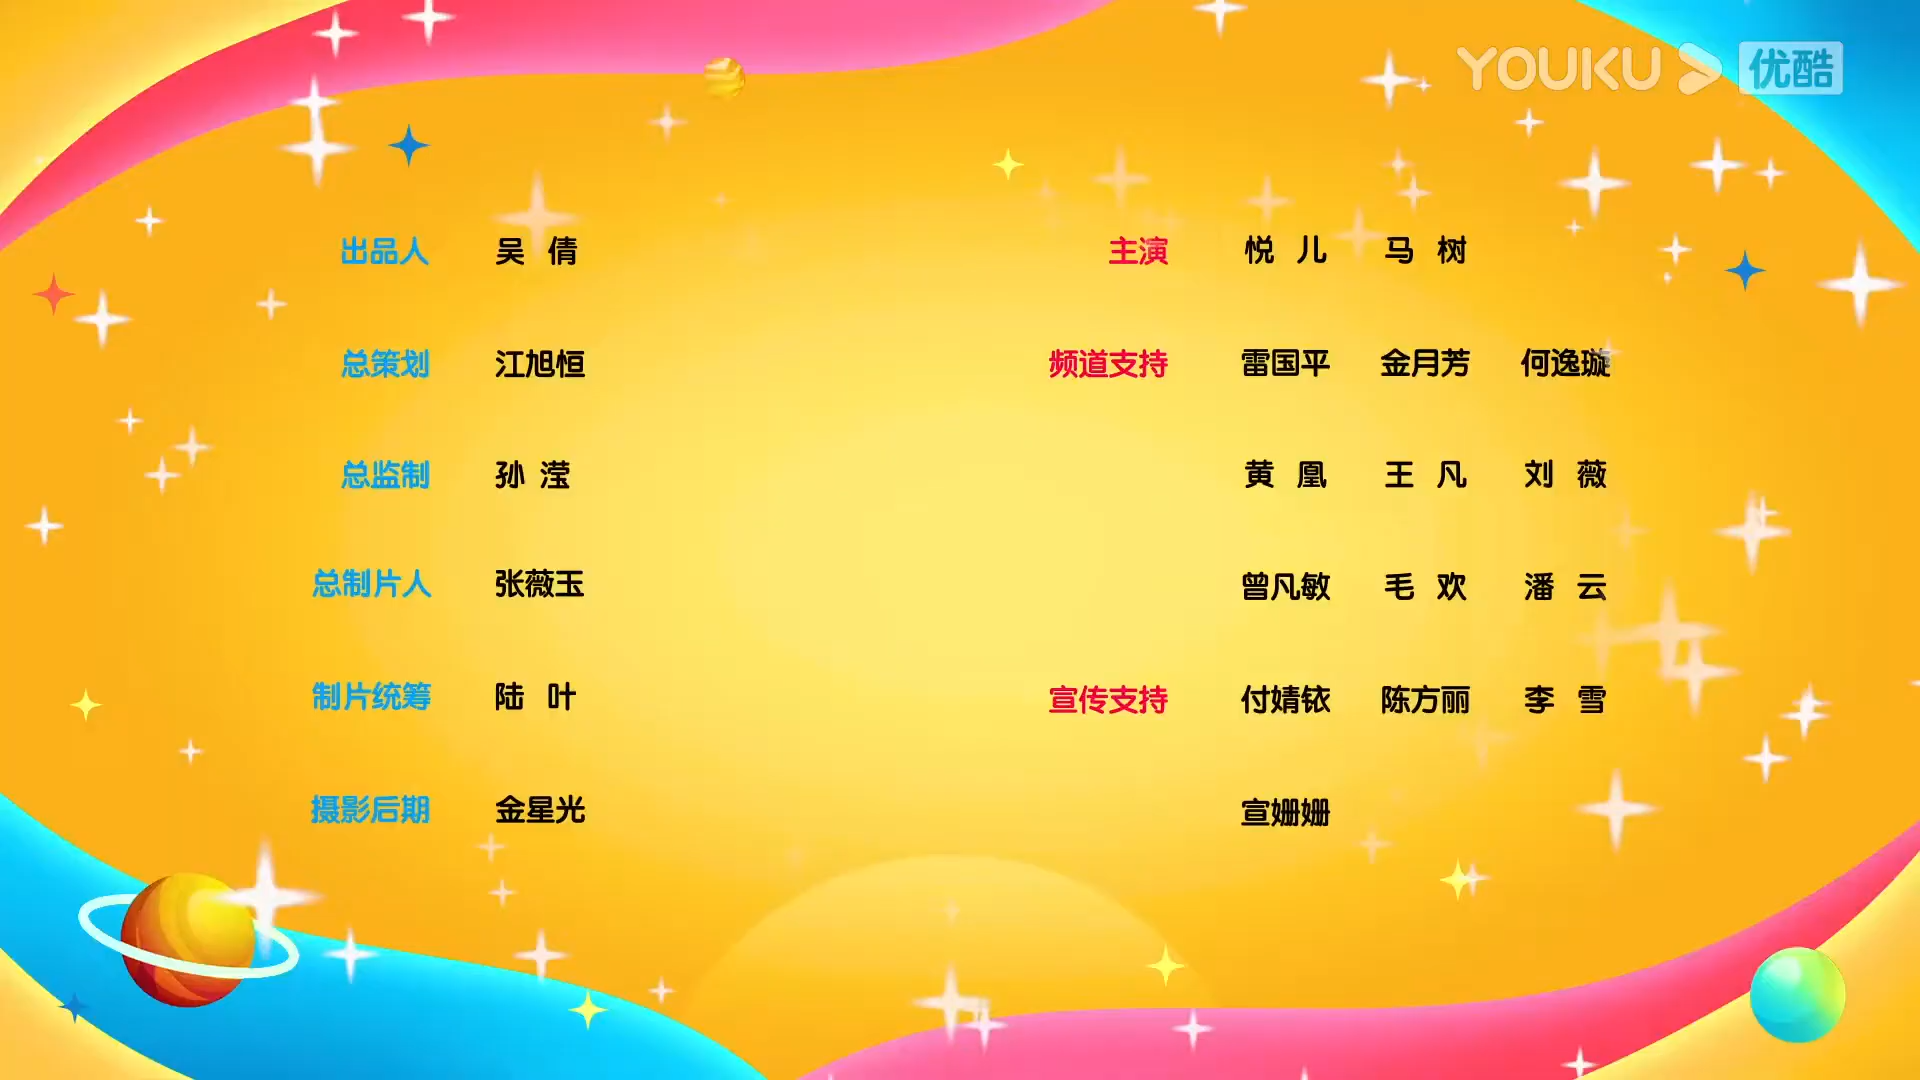 YOUKU 优酷
出品人 吴 倩
总策划 江旭恒
总监制 孙 滢
总制片人 张薇玉
制片统筹 陆 叶
摄影后期 金星光
主演 悦 儿 马 树
频道支持 雷国平 金月芳 何逸璇
黄 凰 王 凡 刘 薇
曾凡敏 毛 欢 潘 云
宣传支持 付婧铱 陈方丽 李 雪
宣姗姗